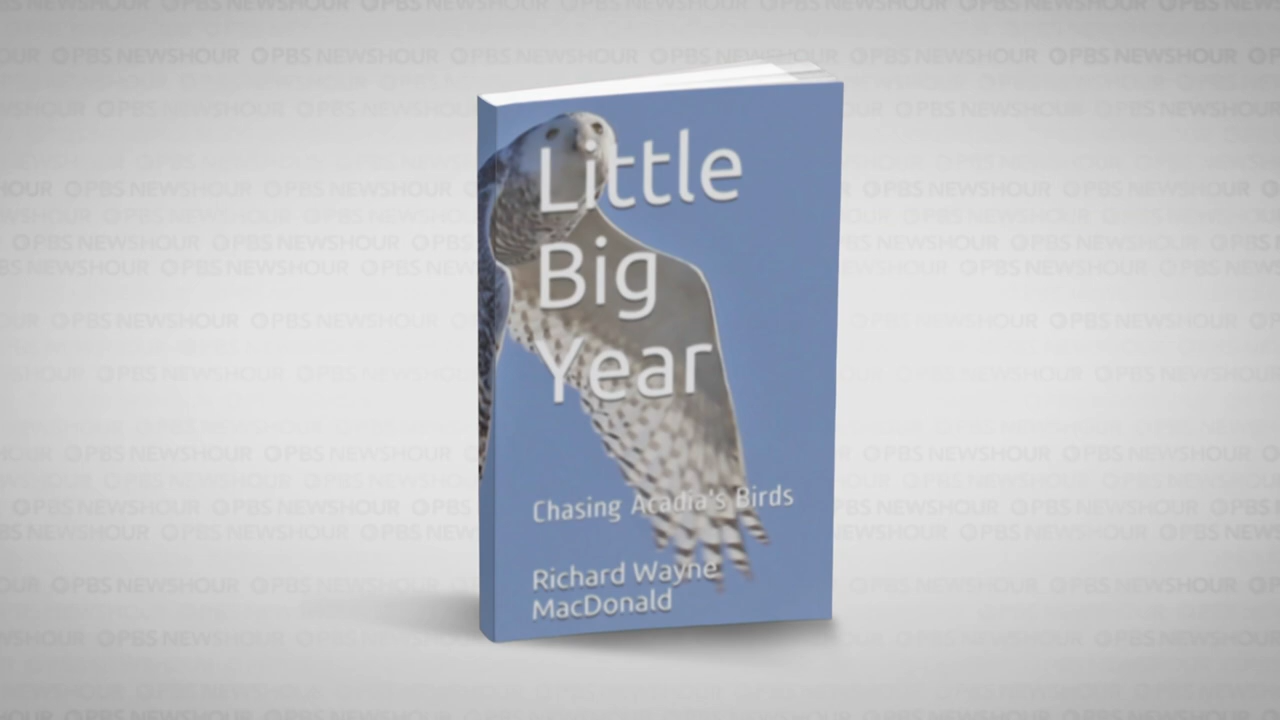 Little
Big
Year
Chasing Acadia's Birds
Richard Wayne
MacDonald
PBS NEWSHOUR